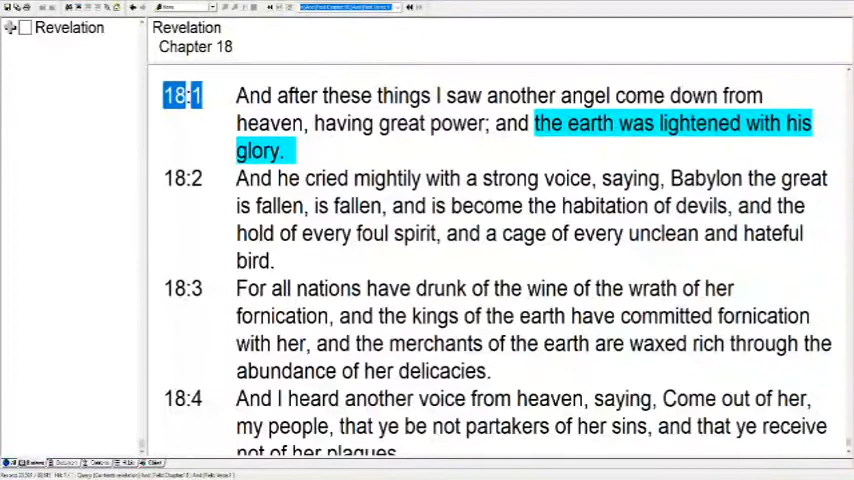 Revelation
Revelation
Chapter 18
18:1 And after these things I saw another angel come down from
heaven, having great power; and the earth was lightened with his
glory.
18:2 And he cried mightily with a strong voice, saying, Babylon the great
is fallen, is fallen, and is become the habitation of devils, and the
hold of every foul spirit, and a cage of every unclean and hateful
bird.
18:3 For all nations have drunk of the wine of the wrath of her
fornication, and the kings of the earth have committed fornication
with her, and the merchants of the earth are waxed rich through the
abundance of her delicacies.
18:4 And I heard another voice from heaven, saying, Come out of her,
my people, that ye be not partakers of her sins, and that ye receive
not of her plagues.